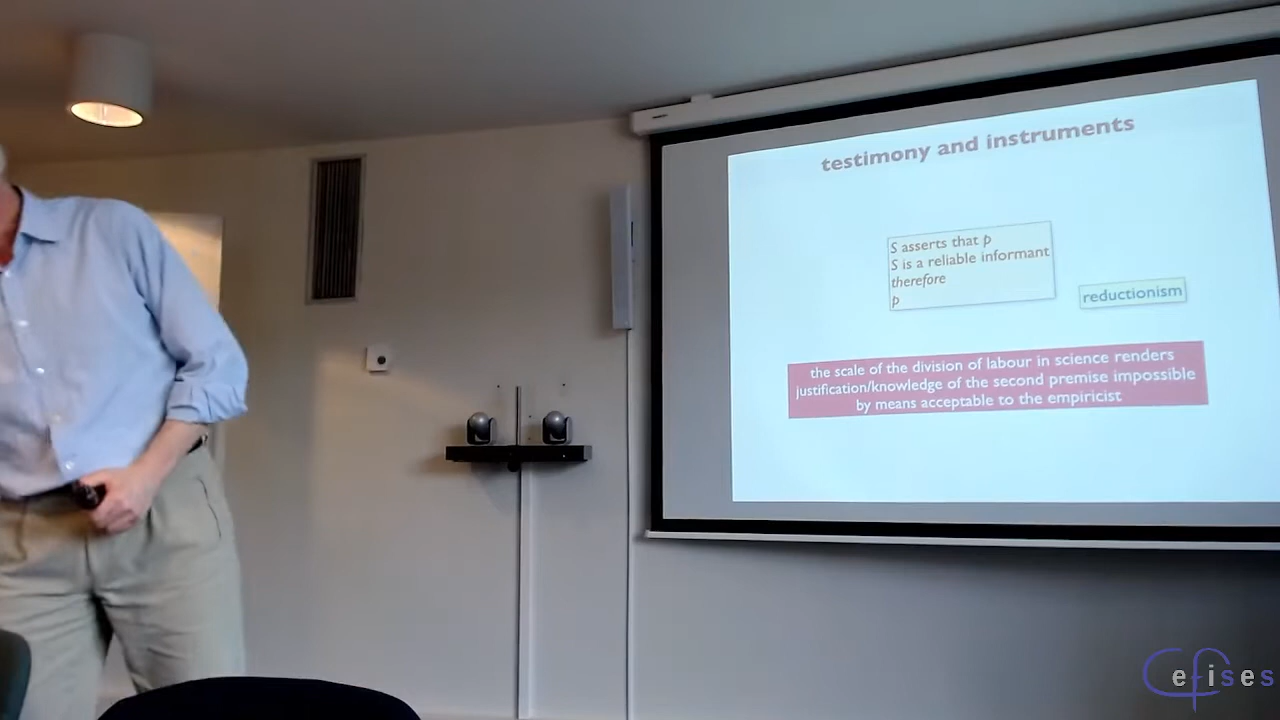 testimony and instruments
S asserts that p
S is a reliable informant
therefore
p
reductionism
the scale of the division of labour in science renders
justification/knowledge of the second premise impossible
by means acceptable to the empiricist
Cefises